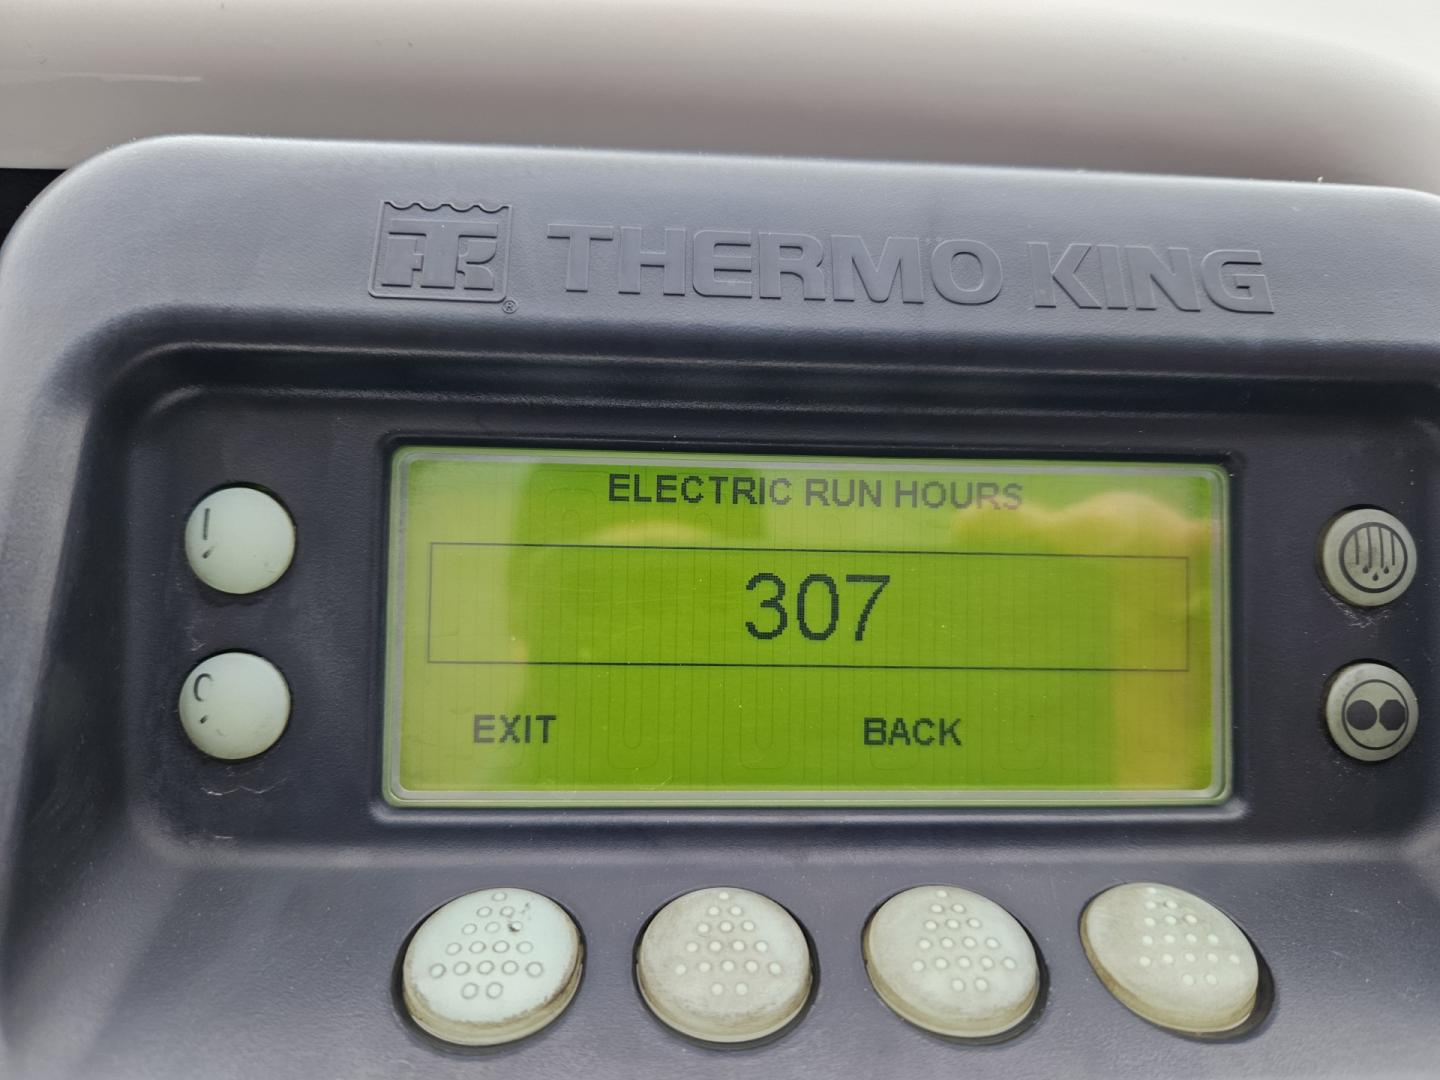 THERMO KING
ELECTRIC RUN HOURS
307
EXIT BACK